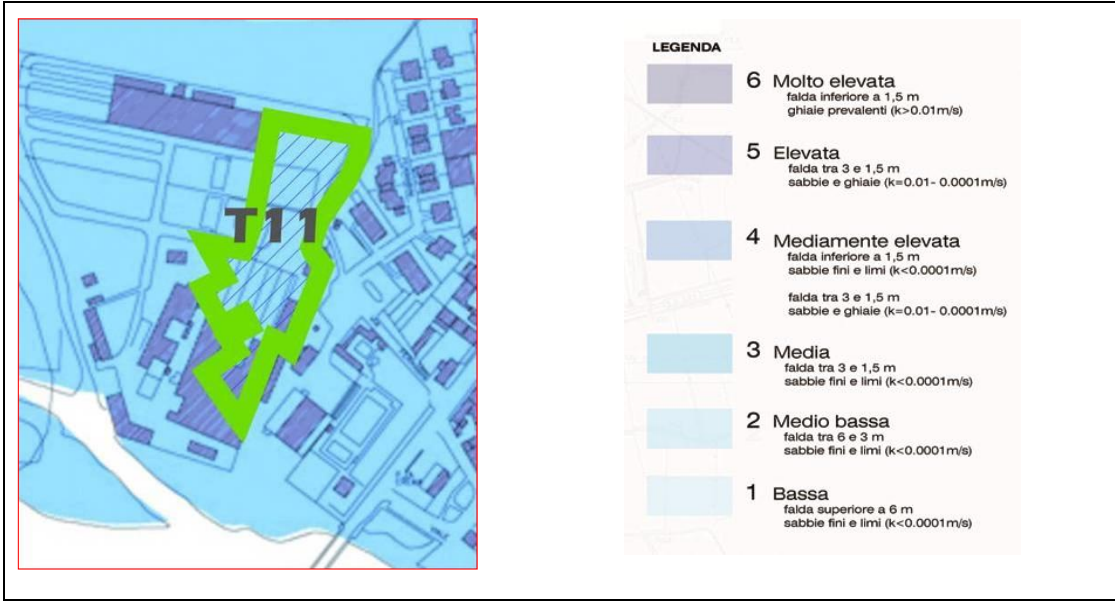 T11
LEGENDA
6 Molto elevata
falda inferiore a 1,5 m
ghiaie prevalenti (k>0.01m/s)
5 Elevata
falda tra 3 e 1,5 m
sabbie e ghiaie (k=0.01- 0.0001m/s)
4 Mediamente elevata
falda inferiore a 1,5 m
sabbie fini e limi (k<0.0001m/s)
falda tra 3 e 1,5 m
sabbie e ghiaie (k=0.01- 0.0001m/s)
3 Media
falda tra 3 e 1,5 m
sabbie fini e limi (k<0.0001m/s)
2 Medio bassa
falda tra 6 e 3 m
sabbie fini e limi (k<0.0001m/s)
1 Bassa
falda superiore a 6 m
sabbie fini e limi (k<0.0001m/s)